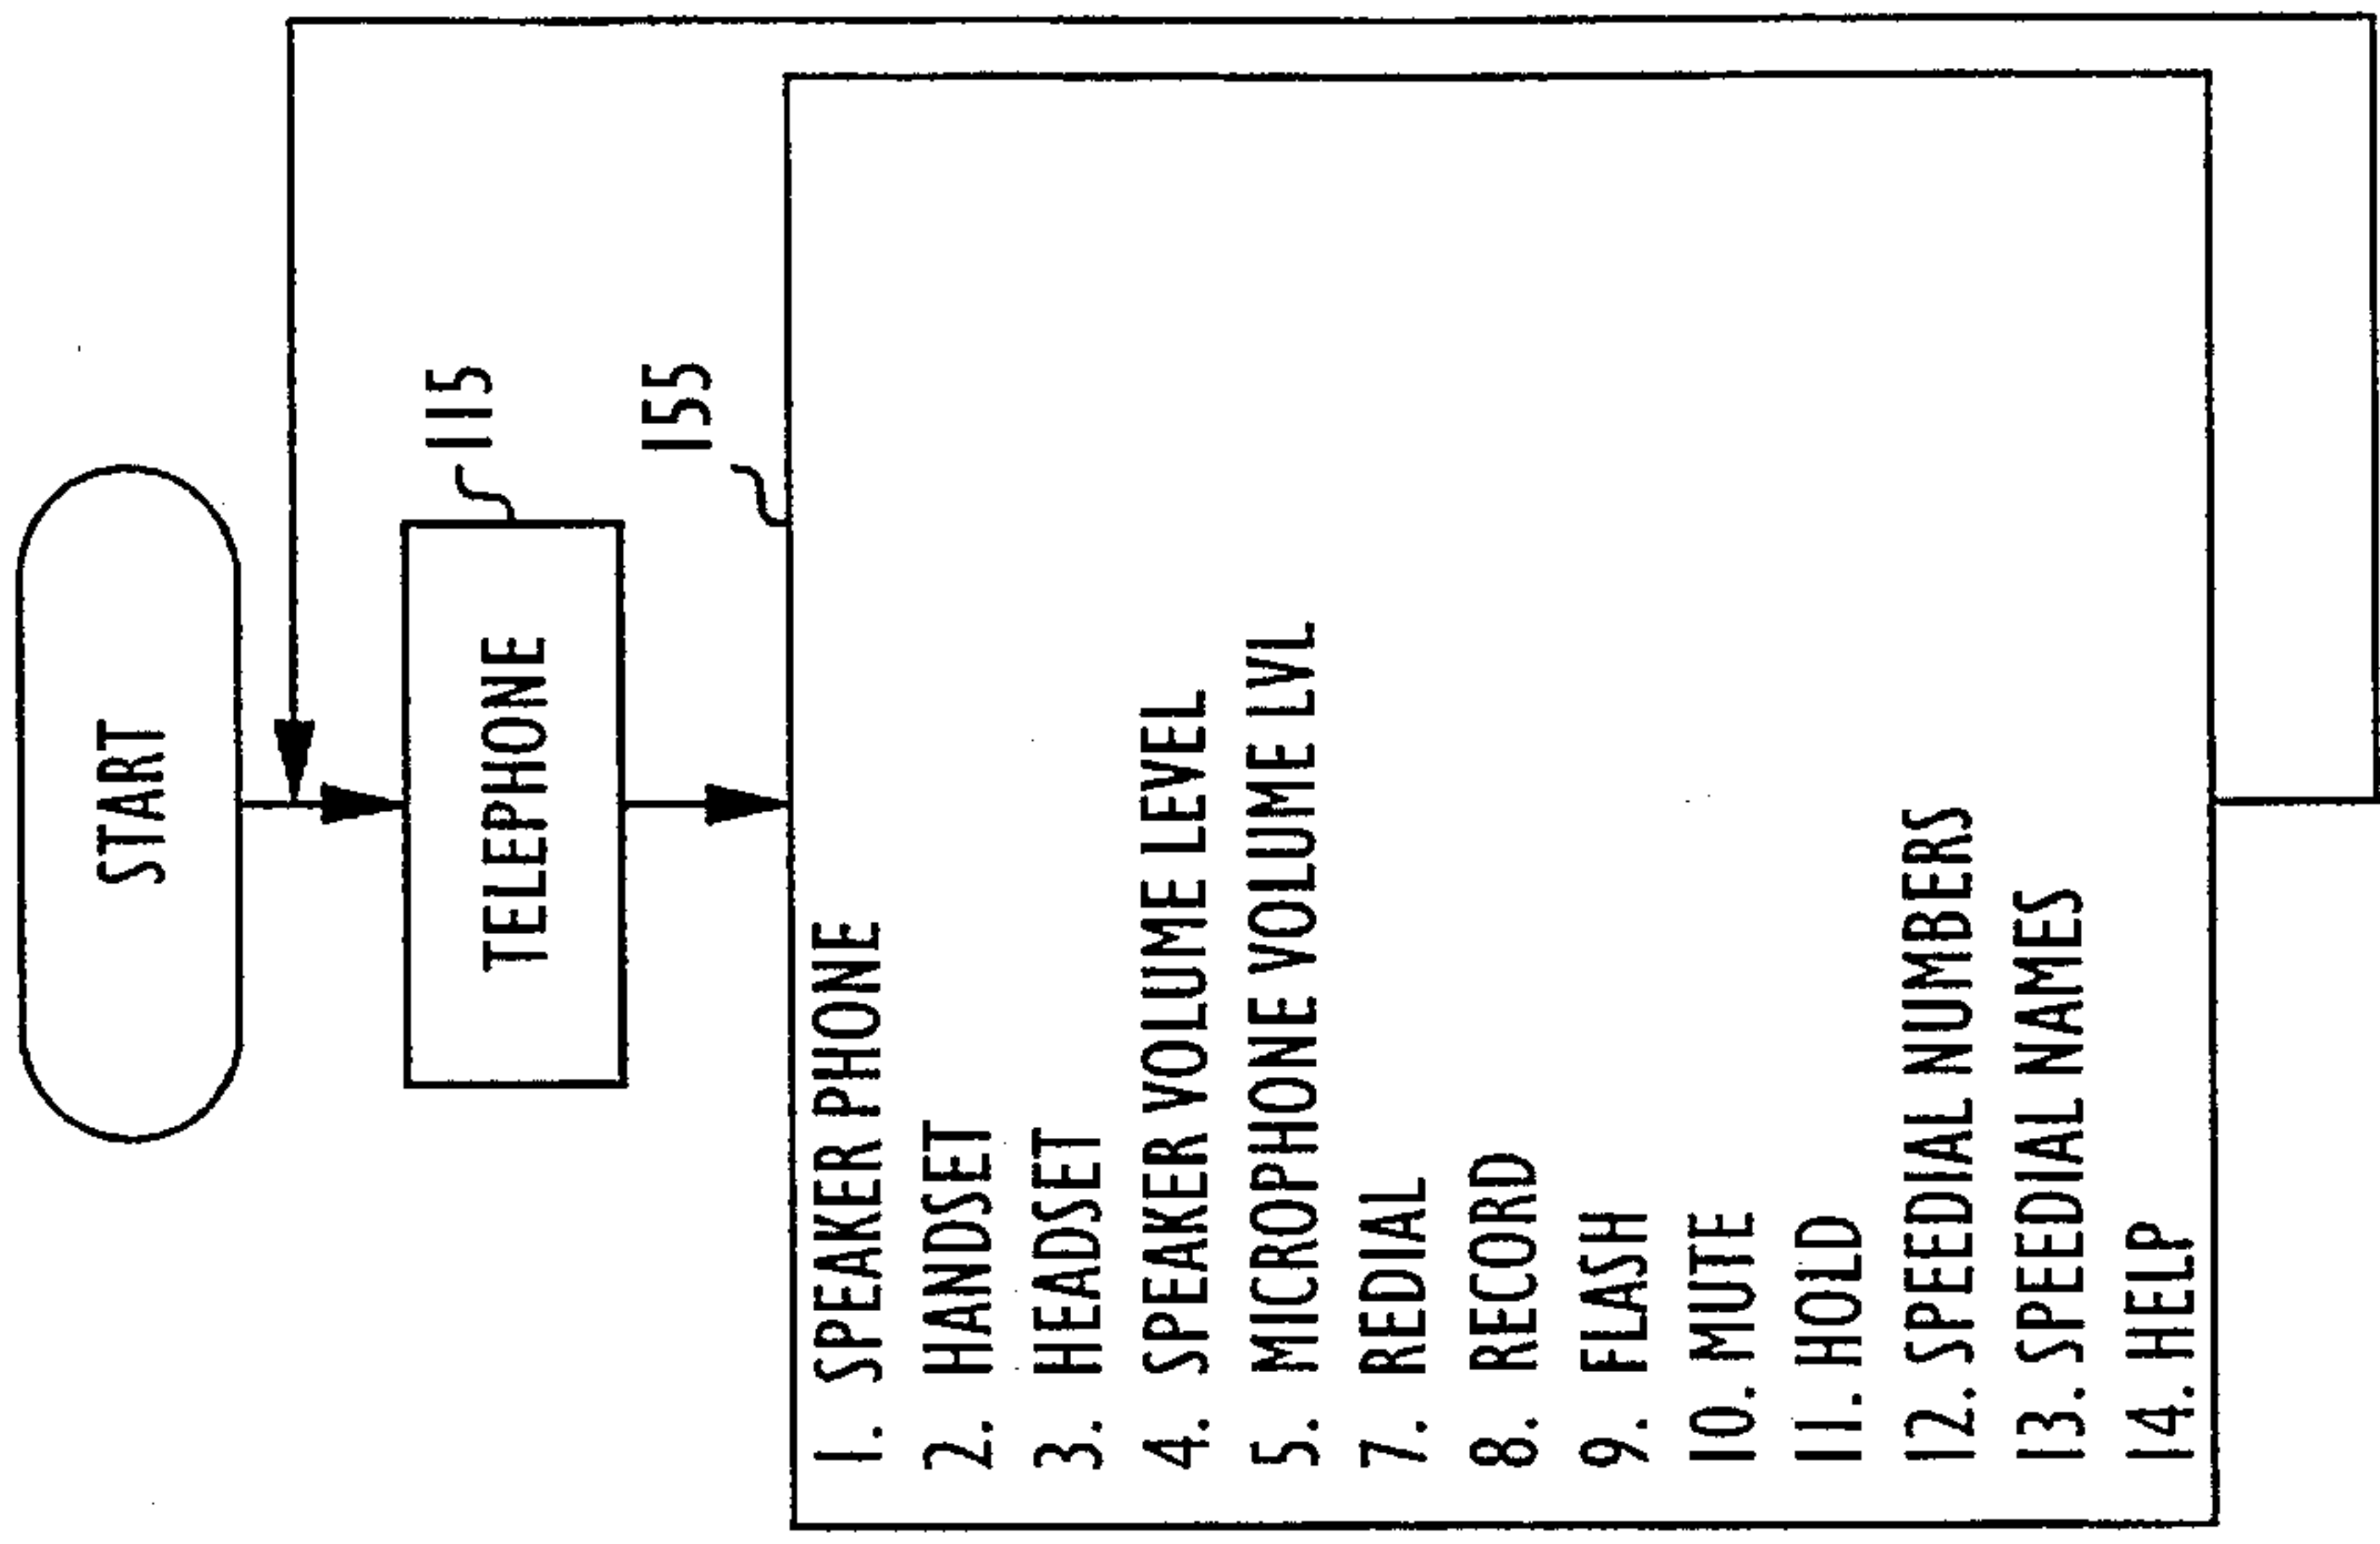 START
TELEPHONE
115
155
1. SPEAKER PHONE
2. HANDSET
3. HEADSET
4. SPEAKER VOLUME LEVEL
5. MICROPHONE VOLUME LVL
7. REDIAL
8. RECORD
9. FLASH
10. MUTE
11. HOLD
12. SPEEDIAL NUMBERS
13. SPEEDIAL NAMES
14. HELP